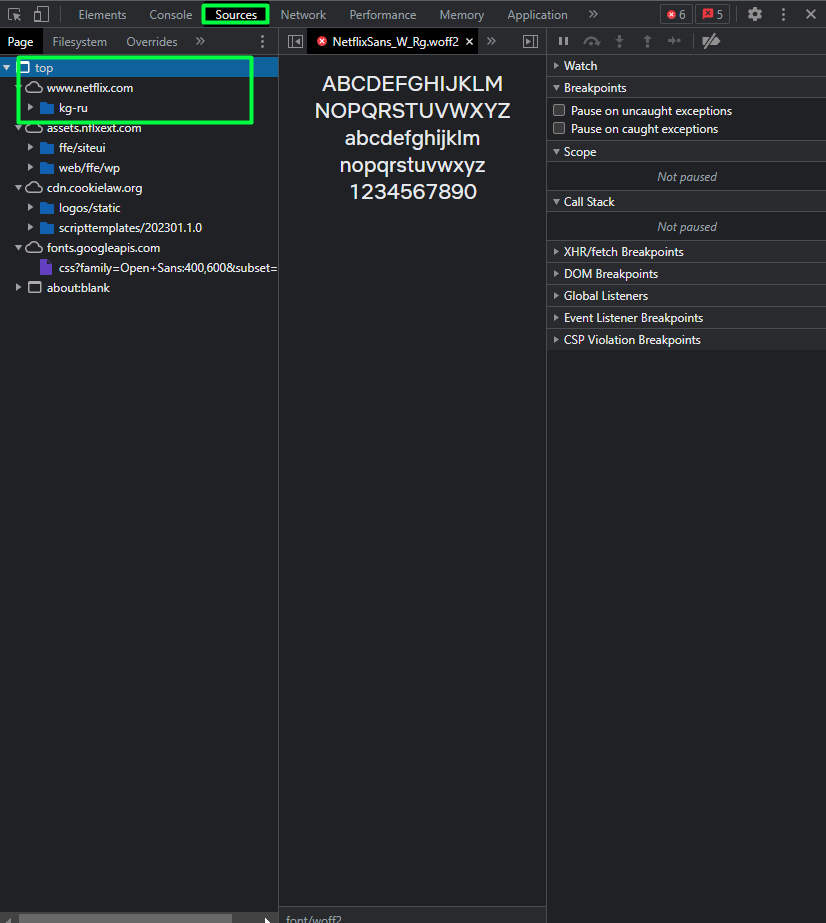 Elements Console Sources Network Performance Memory Application » 6 5
Page Filesystem Overrides »
top
www.netflix.com
kg-ru
assets.nflxext.com
ffe/siteui
web/ffe/wp
cdn.cookielaw.org
logos/static
scripttemplates/202301.1.0
fonts.googleapis.com
css?family=Open+Sans:400,600&subset=
about:blank
NetflixSans_W_Rg.woff2 × »
ABCDEFGHIJKLM
NOPQRSTUVWXYZ
abcdefghijklm
nopqrstuvwxyz
1234567890
font/woff2
Watch
Breakpoints
Pause on uncaught exceptions
Pause on caught exceptions
Scope
Not paused
Call Stack
Not paused
XHR/fetch Breakpoints
DOM Breakpoints
Global Listeners
Event Listener Breakpoints
CSP Violation Breakpoints